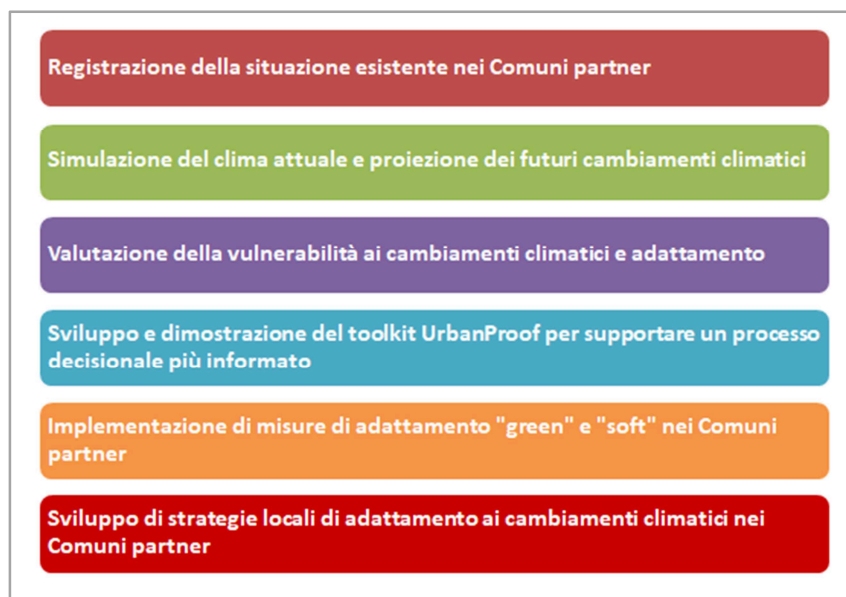 Registrazione della situazione esistente nei Comuni partner
Simulazione del clima attuale e proiezione dei futuri cambiamenti climatici
Valutazione della vulnerabilità ai cambiamenti climatici e adattamento
Sviluppo e dimostrazione del toolkit UrbanProof per supportare un processo
decisionale più informato
Implementazione di misure di adattamento "green" e "soft" nei Comuni
partner
Sviluppo di strategie locali di adattamento ai cambiamenti climatici nei
Comuni partner